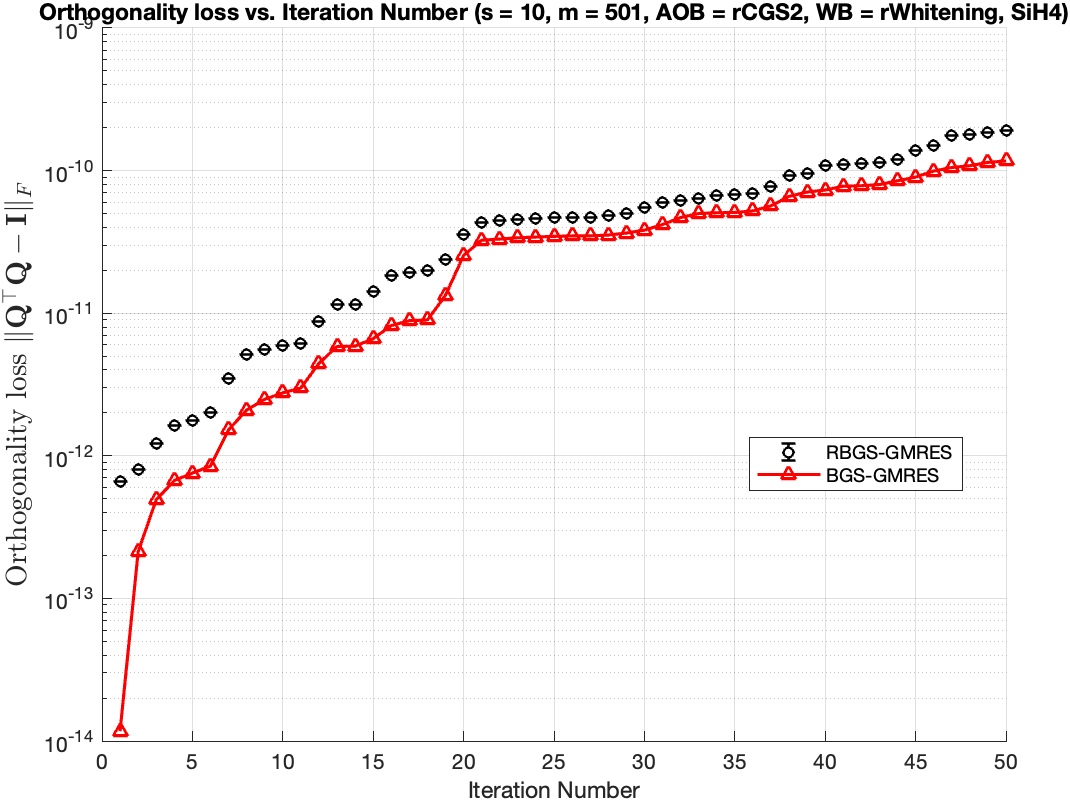 Orthogonality loss vs. Iteration Number (s = 10, m = 501, AOB = rCGS2, WB = rWhitening, SiH4)
10^-9
10^-10
10^-11
10^-12
10^-13
10^-14
Orthogonality loss ||Q^⊤Q − I||_F
RBGS-GMRES
BGS-GMRES
0 5 10 15 20 25 30 35 40 45 50
Iteration Number